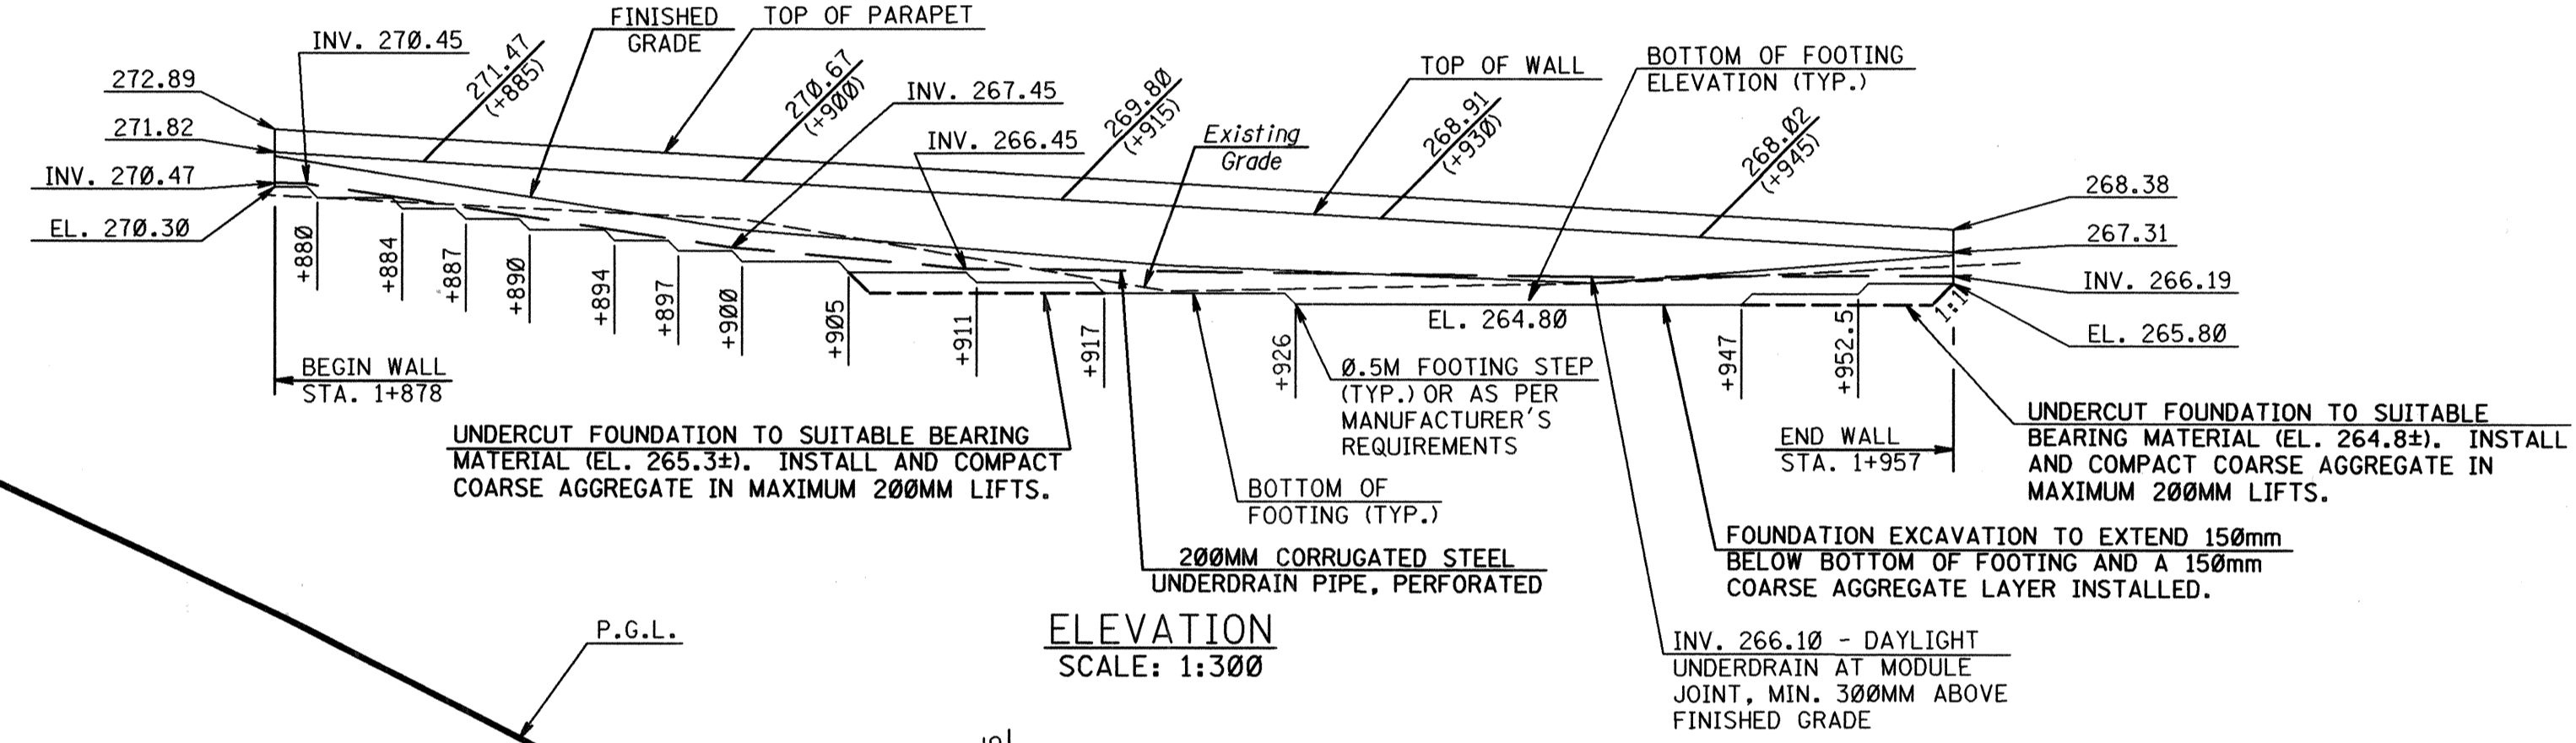 FINISHED
GRADE
TOP OF PARAPET
INV. 270.45
272.89
271.82
INV. 270.47
EL. 270.30
271.47
(+885)
270.67
(+900)
INV. 267.45
INV. 266.45
269.80
(+915)
Existing
Grade
TOP OF WALL
268.91
(+930)
BOTTOM OF FOOTING
ELEVATION (TYP.)
268.02
(+945)
268.38
267.31
INV. 266.19
EL. 265.80
1:1
+880
+884
+887
+890
+894
+897
+900
+905
+911
+917
+926
+947
+952.5
EL. 264.80
BEGIN WALL
STA. 1+878
0.5M FOOTING STEP
(TYP.) OR AS PER
MANUFACTURER'S
REQUIREMENTS
END WALL
STA. 1+957
UNDERCUT FOUNDATION TO SUITABLE BEARING
MATERIAL (EL. 265.3±). INSTALL AND COMPACT
COARSE AGGREGATE IN MAXIMUM 200MM LIFTS.
UNDERCUT FOUNDATION TO SUITABLE
BEARING MATERIAL (EL. 264.8±). INSTALL
AND COMPACT COARSE AGGREGATE IN
MAXIMUM 200MM LIFTS.
BOTTOM OF
FOOTING (TYP.)
200MM CORRUGATED STEEL
UNDERDRAIN PIPE, PERFORATED
FOUNDATION EXCAVATION TO EXTEND 150mm
BELOW BOTTOM OF FOOTING AND A 150mm
COARSE AGGREGATE LAYER INSTALLED.
INV. 266.10 - DAYLIGHT
UNDERDRAIN AT MODULE
JOINT, MIN. 300MM ABOVE
FINISHED GRADE
ELEVATION
SCALE: 1:300
P.G.L.